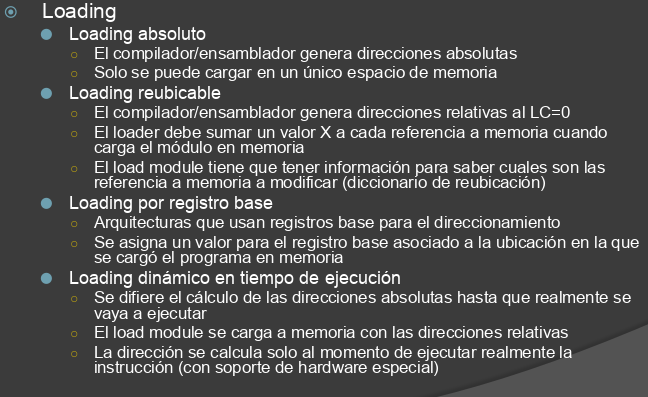 Loading
Loading absoluto
El compilador/ensamblador genera direcciones absolutas
Solo se puede cargar en un único espacio de memoria
Loading reubicable
El compilador/ensamblador genera direcciones relativas al LC=0
El loader debe sumar un valor X a cada referencia a memoria cuando
carga el módulo en memoria
El load module tiene que tener información para saber cuales son las
referencia a memoria a modificar (diccionario de reubicación)
Loading por registro base
Arquitecturas que usan registros base para el direccionamiento
Se asigna un valor para el registro base asociado a la ubicación en la que
se cargó el programa en memoria
Loading dinámico en tiempo de ejecución
Se difiere el cálculo de las direcciones absolutas hasta que realmente se
vaya a ejecutar
El load module se carga a memoria con las direcciones relativas
La dirección se calcula solo al momento de ejecutar realmente la
instrucción (con soporte de hardware especial)